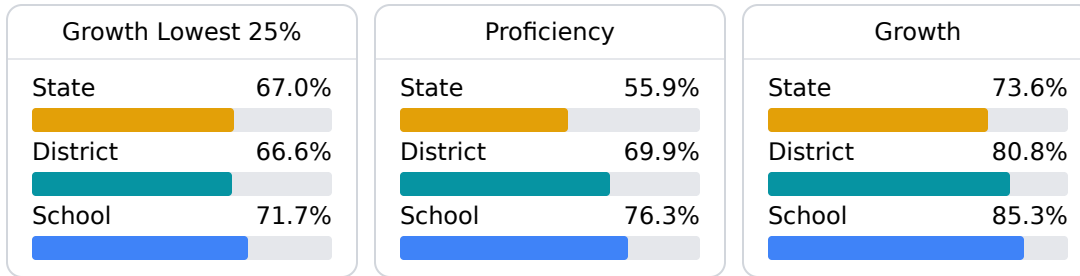 Growth Lowest 25%
State 67.0%
District 66.6%
School 71.7%
Proficiency
State 55.9%
District 69.9%
School 76.3%
Growth
State 73.6%
District 80.8%
School 85.3%